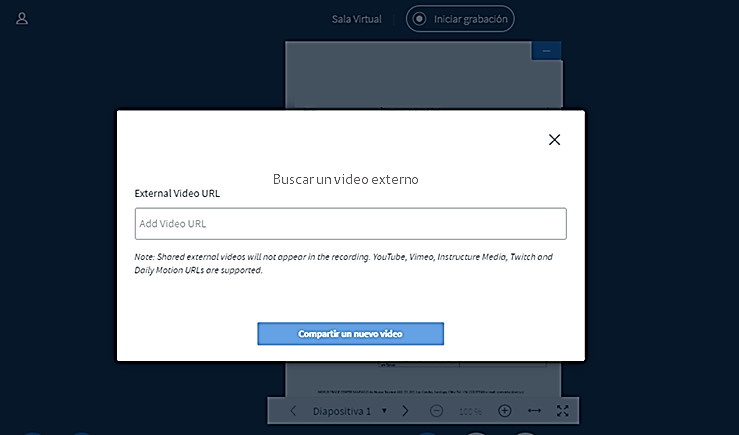 Sala Virtual
Iniciar grabación
Buscar un video externo
External Video URL
Add Video URL
Note: Shared external videos will not appear in the recording. YouTube, Vimeo, Instructure Media, Twitch and
Daily Motion URLs are supported.
Compartir un nuevo video
Diapositiva 1
100 %